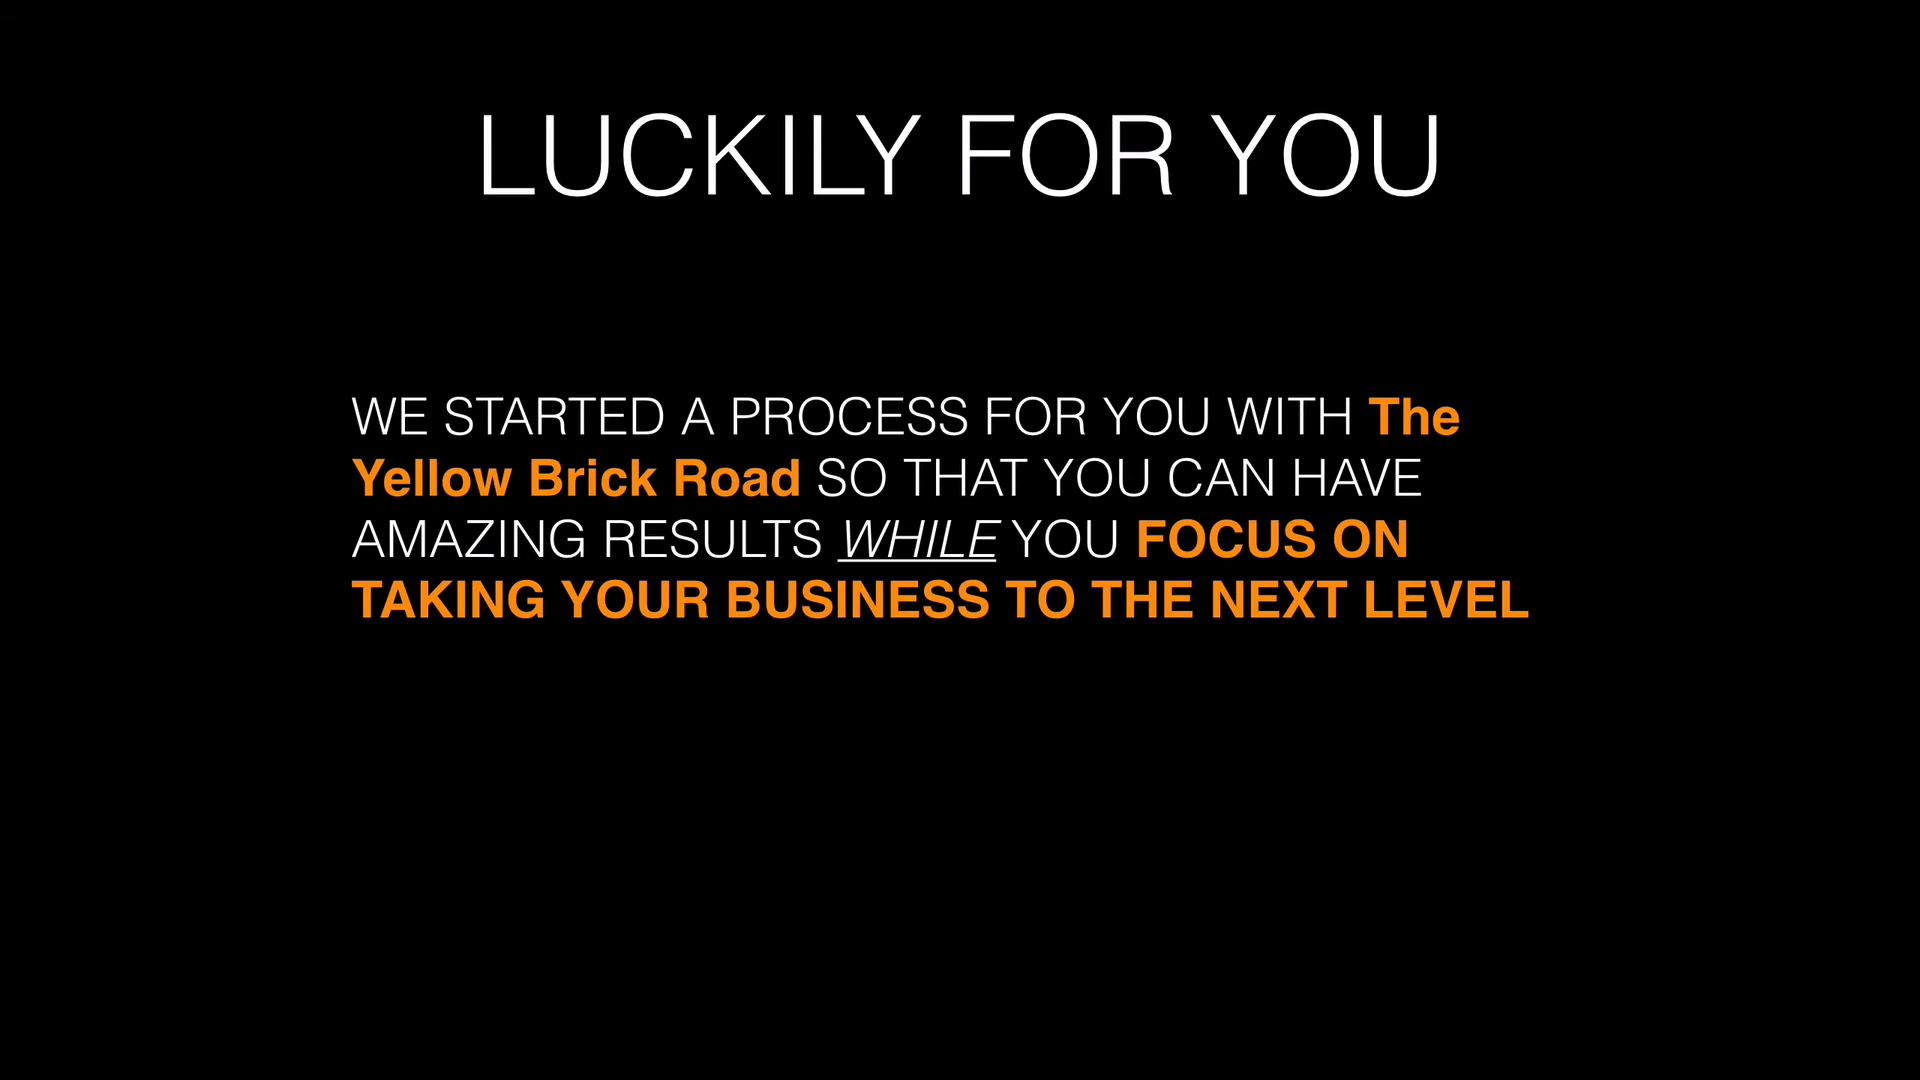 LUCKILY FOR YOU
WE STARTED A PROCESS FOR YOU WITH The
Yellow Brick Road SO THAT YOU CAN HAVE
AMAZING RESULTS WHILE YOU FOCUS ON
TAKING YOUR BUSINESS TO THE NEXT LEVEL